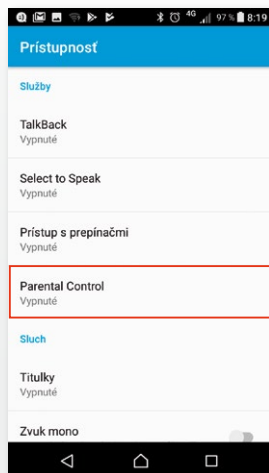 4G 97 % 8:19
Prístupnosť
Služby
TalkBack
Vypnuté
Select to Speak
Vypnuté
Prístup s prepínačmi
Vypnuté
Parental Control
Vypnuté
Sluch
Titulky
Vypnuté
Zvuk mono